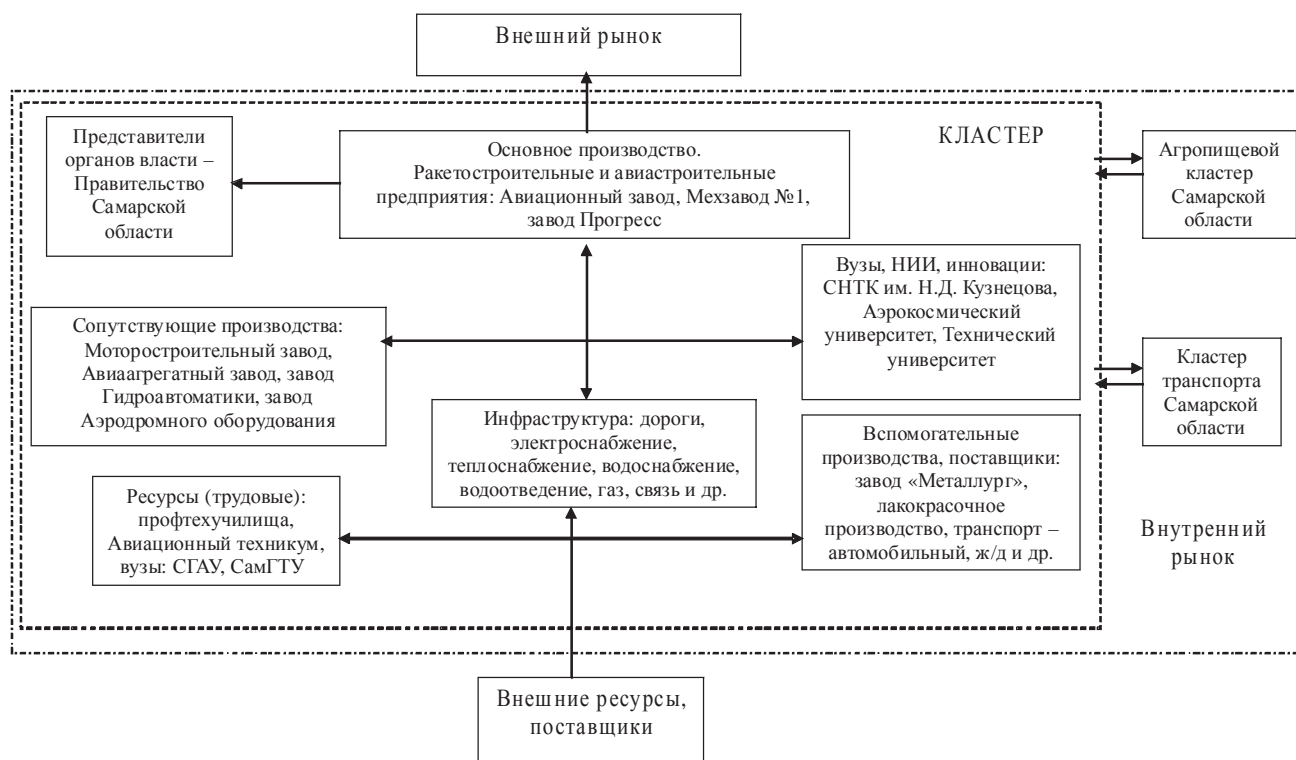 Внешний рынок
КЛАСТЕР
Представители
органов власти –
Правительство
Самарской
области
Основное производство.
Ракетостроительные и авиастроительные
предприятия: Авиационный завод, Мехзавод №1,
завод Прогресс
Агропищевой
кластер
Самарской
области
Вузы, НИИ, инновации:
СНТК им. Н.Д. Кузнецова,
Аэрокосмический
университет, Технический
университет
Сопутствующие производства:
Моторостроительный завод,
Авиаагрегатный завод, завод
Гидроавтоматики, завод
Аэродромного оборудования
Кластер
транспорта
Самарской
области
Инфраструктура: дороги,
электроснабжение,
теплоснабжение, водоснабжение,
водоотведение, газ, связь и др.
Вспомогательные
производства, поставщики:
завод «Металлург»,
лакокрасочное
производство, транспорт –
автомобильный, ж/д и др.
Ресурсы (трудовые):
профтехучилища,
Авиационный техникум,
вузы: СГАУ, СамГТУ
Внутренний
рынок
Внешние ресурсы,
поставщики